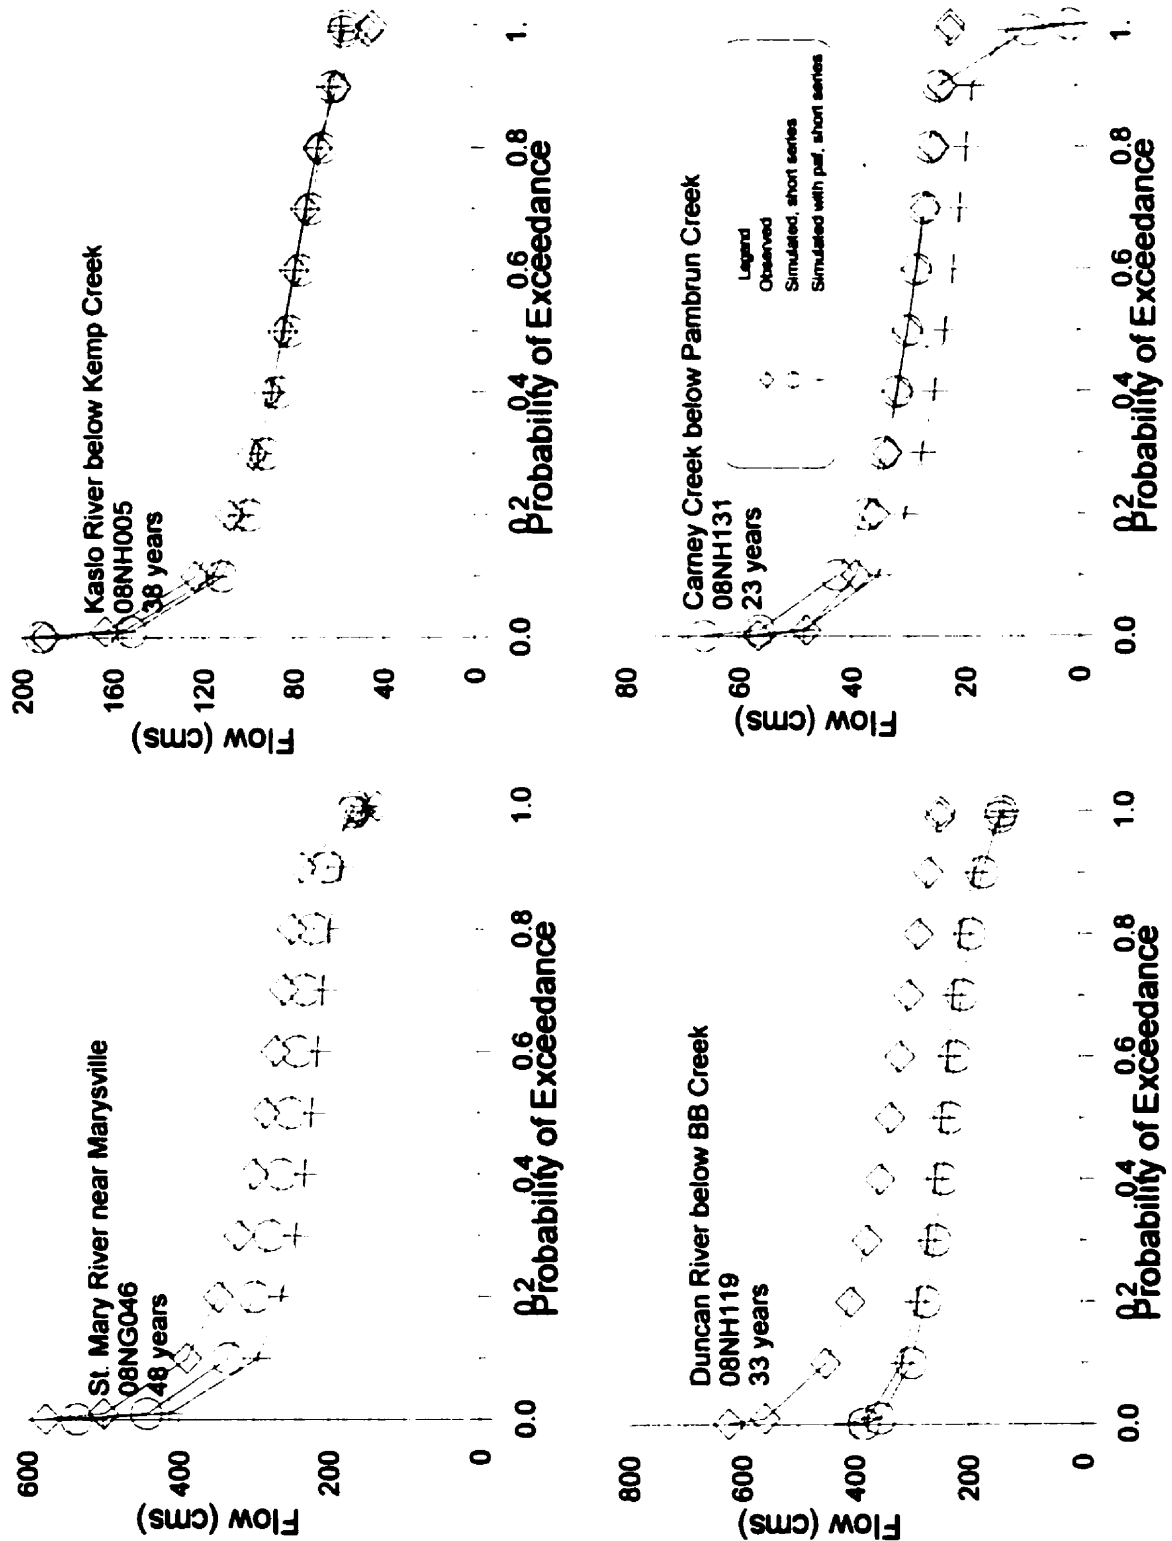 St. Mary River near Marysville
08NG046
48 years
600
400
200
0
Flow (cms)
0.0
0.2
0.4
0.6
0.8
1.0
Probability of Exceedance
Kaslo River below Kemp Creek
08NH005
38 years
200
160
120
80
40
0
Flow (cms)
0.0
0.2
0.4
0.6
0.8
1.
Probability of Exceedance
Duncan River below BB Creek
08NH119
33 years
800
600
400
200
0
Flow (cms)
0.0
0.2
0.4
0.6
0.8
1.0
Probability of Exceedance
Carney Creek below Pambrun Creek
08NH131
23 years
Legend
Observed
Simulated, short series
Simulated with paf, short series
80
60
40
20
0
Flow (cms)
0.0
0.2
0.4
0.6
0.8
1.
Probability of Exceedance